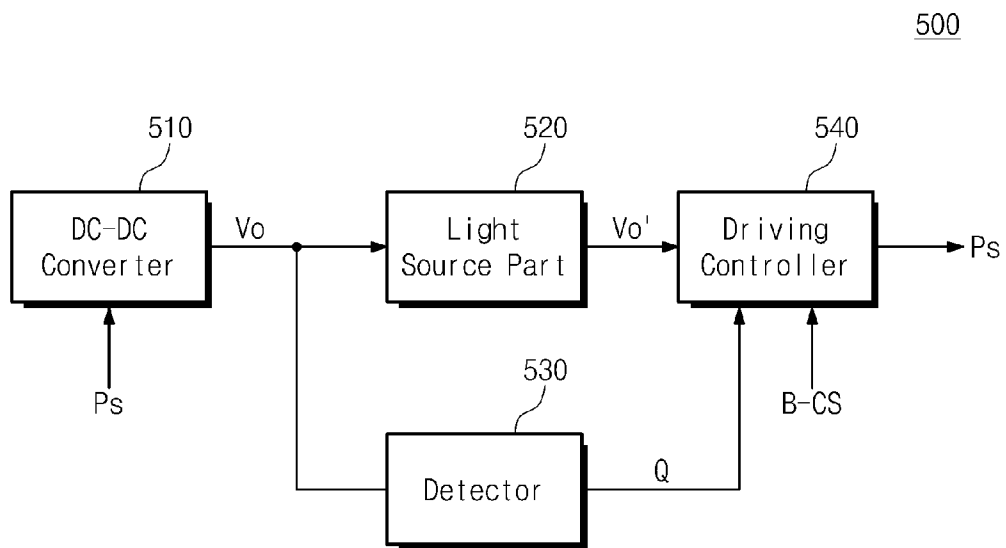 500
510
520
540
DC-DC
Converter
Vo
Light
Source Part
Vo'
Driving
Controller
Ps
Ps
530
B-CS
Detector
Q